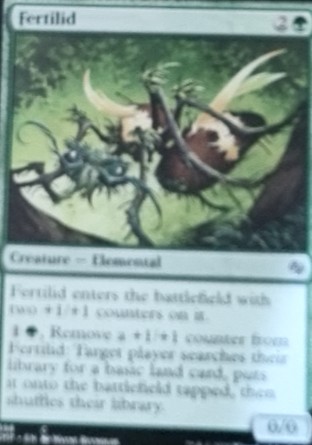 Fertilid 2
Creature — Elemental
Fertilid enters the battlefield with
two +1/+1 counters on it.
1 , Remove a +1/+1 counter from
Fertilid: Target player searches their
library for a basic land card, puts
it onto the battlefield tapped, then
shuffles their library.
0/0